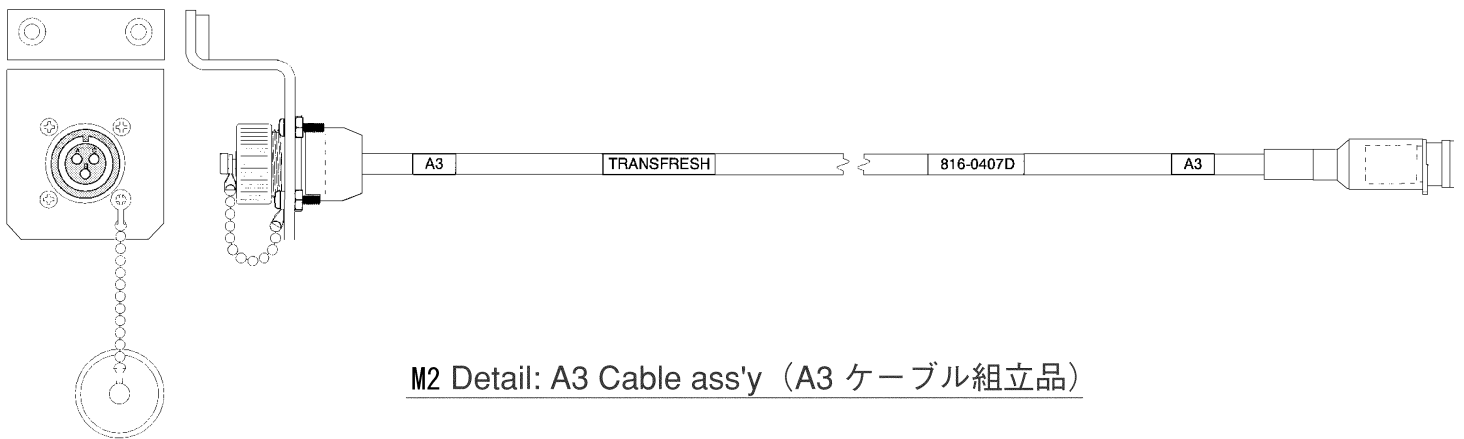 A3 TRANSFRESH 816-0407D A3
M2 Detail: A3 Cable ass'y (A3 ケーブル組立品)